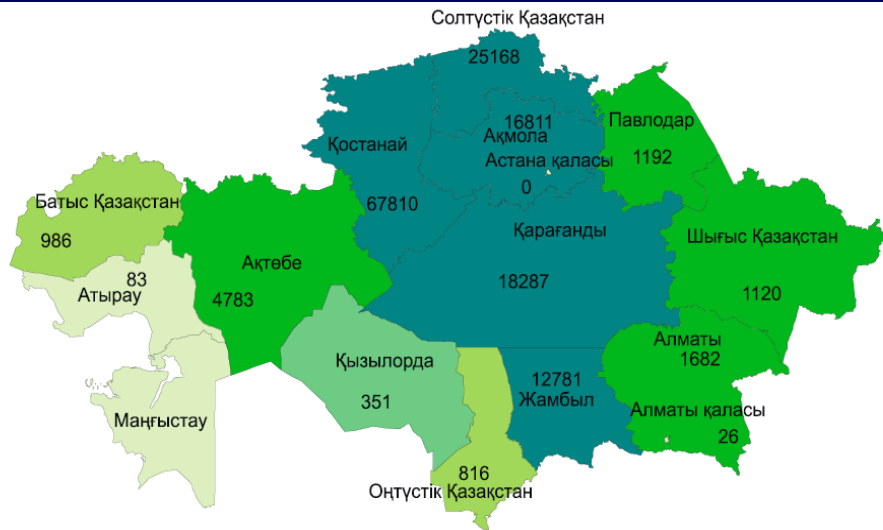 Солтүстік Қазақстан
25168
16811
Ақмола
Астана қаласы
0
Қостанай
67810
Павлодар
1192
Батыс Қазақстан
986
Ақтөбе
4783
Қарағанды
18287
Шығыс Қазақстан
1120
83
Атырау
Маңғыстау
Қызылорда
351
12781
Жамбыл
Алматы
1682
Алматы қаласы
26
816
Оңтүстік Қазақстан